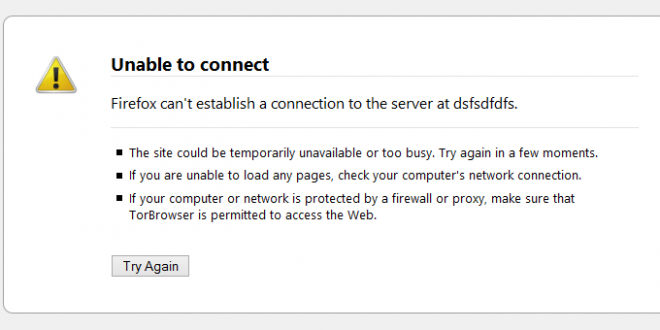 Unable to connect
Firefox can't establish a connection to the server at dsfsdfdfs.
The site could be temporarily unavailable or too busy. Try again in a few moments.
If you are unable to load any pages, check your computer's network connection.
If your computer or network is protected by a firewall or proxy, make sure that
TorBrowser is permitted to access the Web.
Try Again